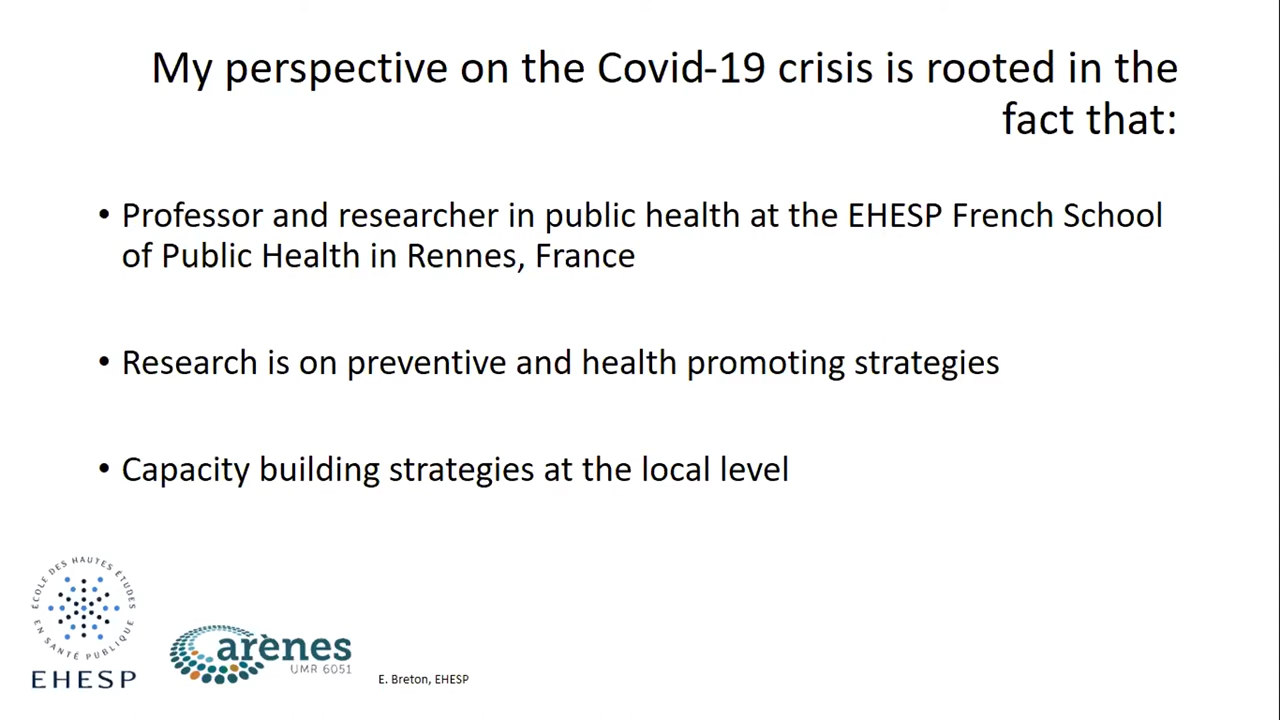 My perspective on the Covid-19 crisis is rooted in the
fact that:
• Professor and researcher in public health at the EHESP French School
of Public Health in Rennes, France
• Research is on preventive and health promoting strategies
• Capacity building strategies at the local level
ÉCOLE DES HAUTES ÉTUDES
EN SANTÉ PUBLIQUE
EHESP
arènes
UMR 6051
E. Breton, EHESP